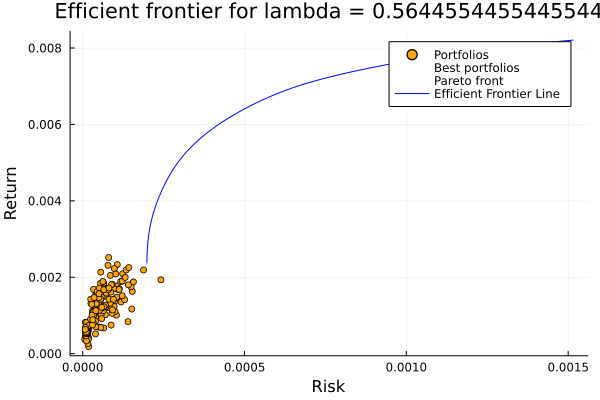 Efficient frontier for lambda = 0.5644554455445544
0.008
Portfolios
Best portfolios
Pareto front
Efficient Frontier Line
0.006
Return
0.004
0.002
0.000
0.0000
0.0005
0.0010
0.0015
Risk